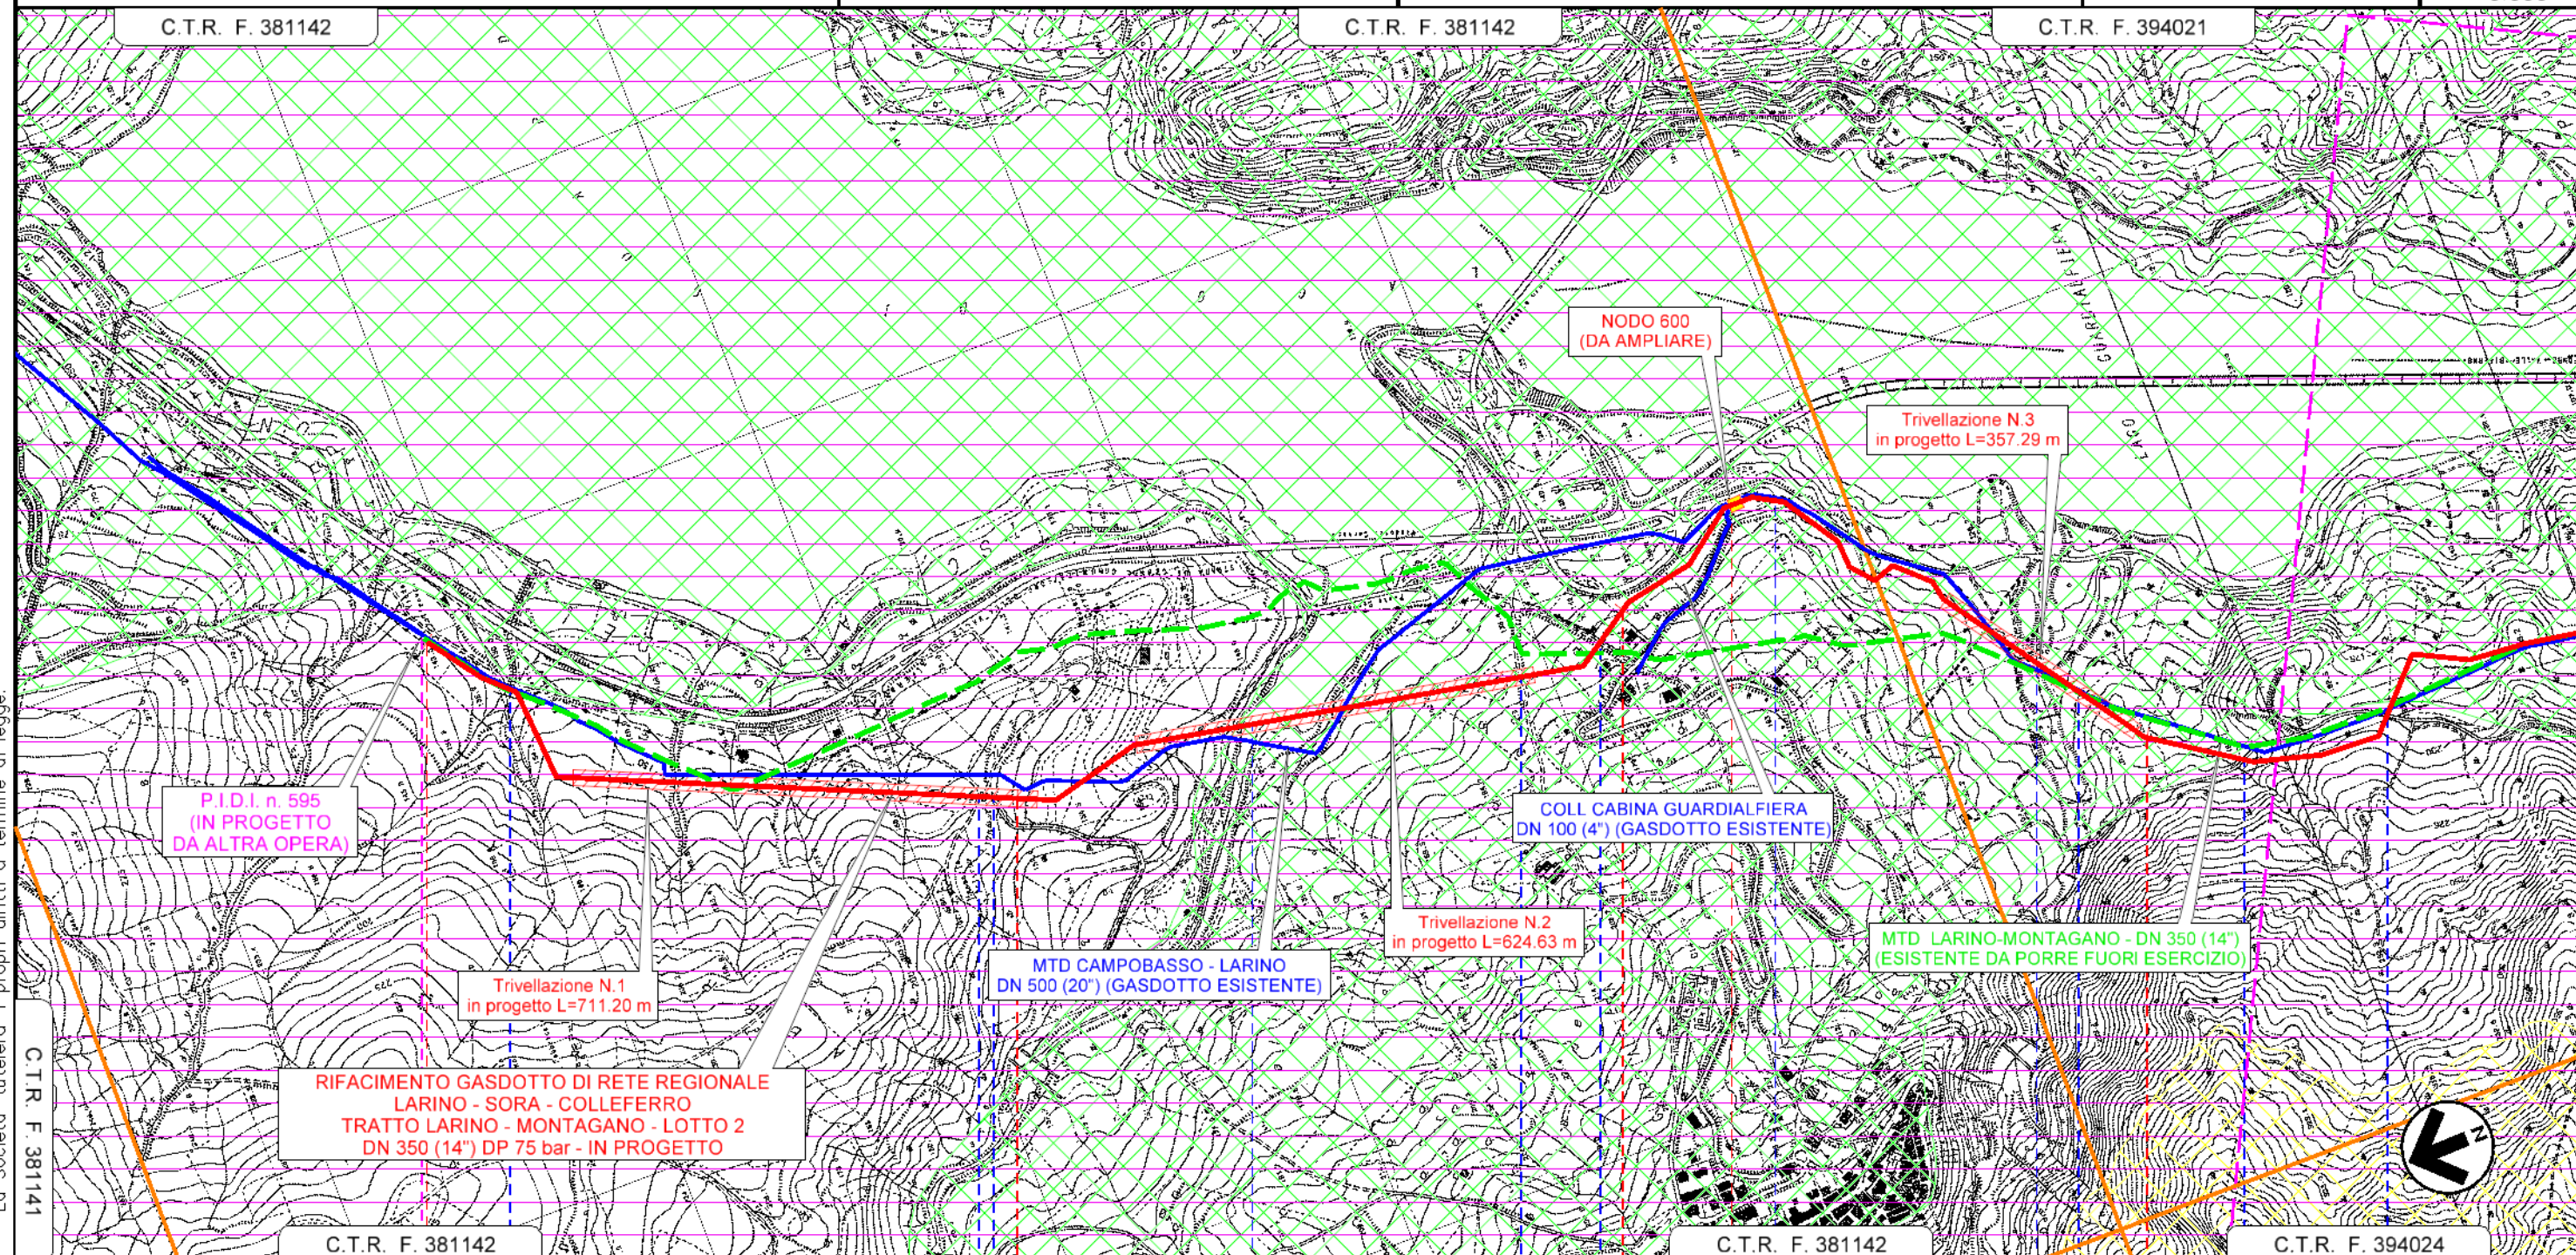 C.T.R. F. 381142
C.T.R. F. 381142
C.T.R. F. 394021
NODO 600
(DA AMPLIARE)
Trivellazione N.3
in progetto L=357.29 m
P.I.D.I. n. 595
(IN PROGETTO
DA ALTRA OPERA)
COLL CABINA GUARDIALFIERA
DN 100 (4") (GASDOTTO ESISTENTE)
Trivellazione N.2
in progetto L=624.63 m
MTD LARINO-MONTAGANO - DN 350 (14")
(ESISTENTE DA PORRE FUORI ESERCIZIO)
MTD CAMPOBASSO - LARINO
DN 500 (20") (GASDOTTO ESISTENTE)
Trivellazione N.1
in progetto L=711.20 m
RIFACIMENTO GASDOTTO DI RETE REGIONALE
LARINO - SORA - COLLEFERRO
TRATTO LARINO - MONTAGANO - LOTTO 2
DN 350 (14") DP 75 bar - IN PROGETTO
C.T.R. F. 381141
N
C.T.R. F. 381142
C.T.R. F. 381142
C.T.R. F. 394024